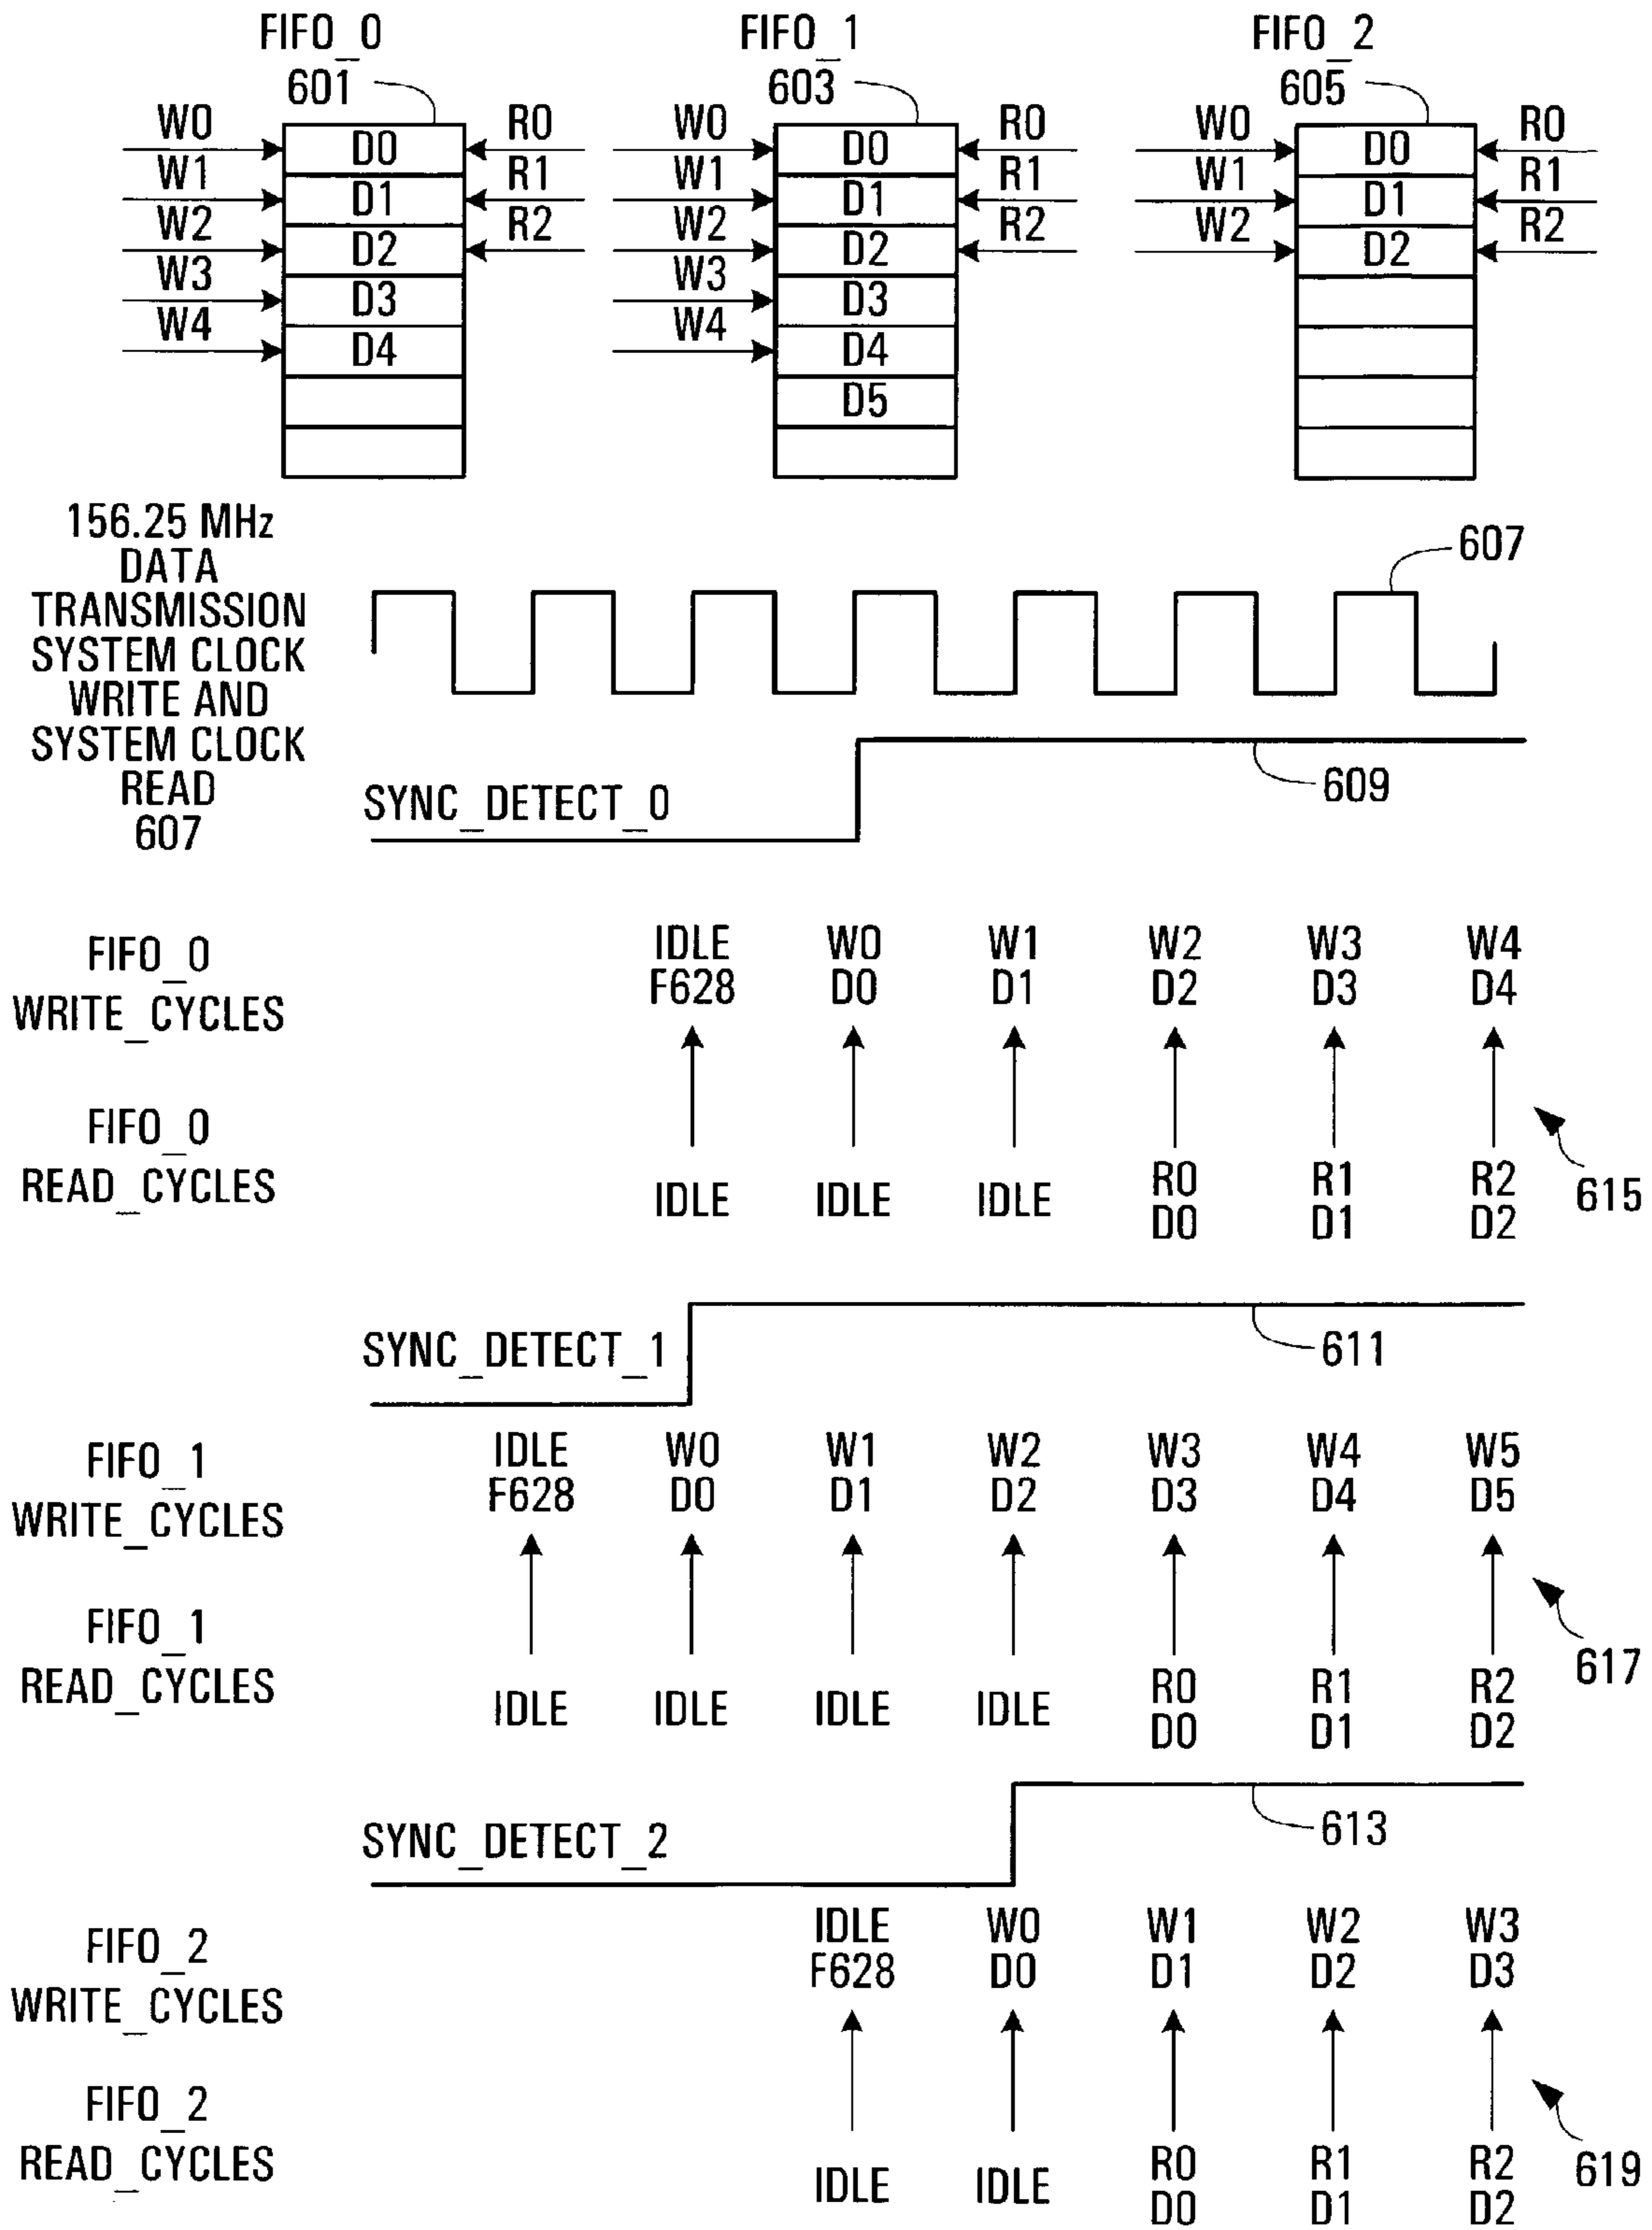 FIFO_0 FIFO_1 FIFO_2
601 603 605
W0 D0 R0 W0 D0 R0 W0 D0 R0
W1 D1 R1 W1 D1 R1 W1 D1 R1
W2 D2 R2 W2 D2 R2 W2 D2 R2
W3 D3 W3 D3
W4 D4 W4 D4
D5
156.25 MHz
DATA
TRANSMISSION
SYSTEM CLOCK
WRITE AND
SYSTEM CLOCK
READ
607
607
SYNC_DETECT_0 609
FIFO_0
WRITE_CYCLES
IDLE W0 W1 W2 W3 W4
F628 D0 D1 D2 D3 D4
FIFO_0
READ_CYCLES
IDLE IDLE IDLE R0 R1 R2
D0 D1 D2
615
SYNC_DETECT_1 611
FIFO_1
WRITE_CYCLES
IDLE W0 W1 W2 W3 W4 W5
F628 D0 D1 D2 D3 D4 D5
FIFO_1
READ_CYCLES
IDLE IDLE IDLE IDLE R0 R1 R2
D0 D1 D2
617
SYNC_DETECT_2 613
FIFO_2
WRITE_CYCLES
IDLE W0 W1 W2 W3
F628 D0 D1 D2 D3
FIFO_2
READ_CYCLES
IDLE IDLE R0 R1 R2
D0 D1 D2
619